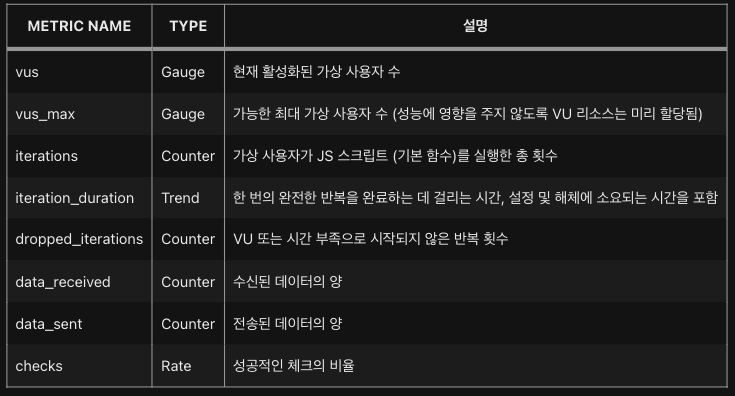 METRIC NAME TYPE 설명
vus Gauge 현재 활성화된 가상 사용자 수
vus_max Gauge 가능한 최대 가상 사용자 수 (성능에 영향을 주지 않도록 VU 리소스는 미리 할당됨)
iterations Counter 가상 사용자가 JS 스크립트 (기본 함수)를 실행한 총 횟수
iteration_duration Trend 한 번의 완전한 반복을 완료하는 데 걸리는 시간, 설정 및 해체에 소요되는 시간을 포함
dropped_iterations Counter VU 또는 시간 부족으로 시작되지 않은 반복 횟수
data_received Counter 수신된 데이터의 양
data_sent Counter 전송된 데이터의 양
checks Rate 성공적인 체크의 비율